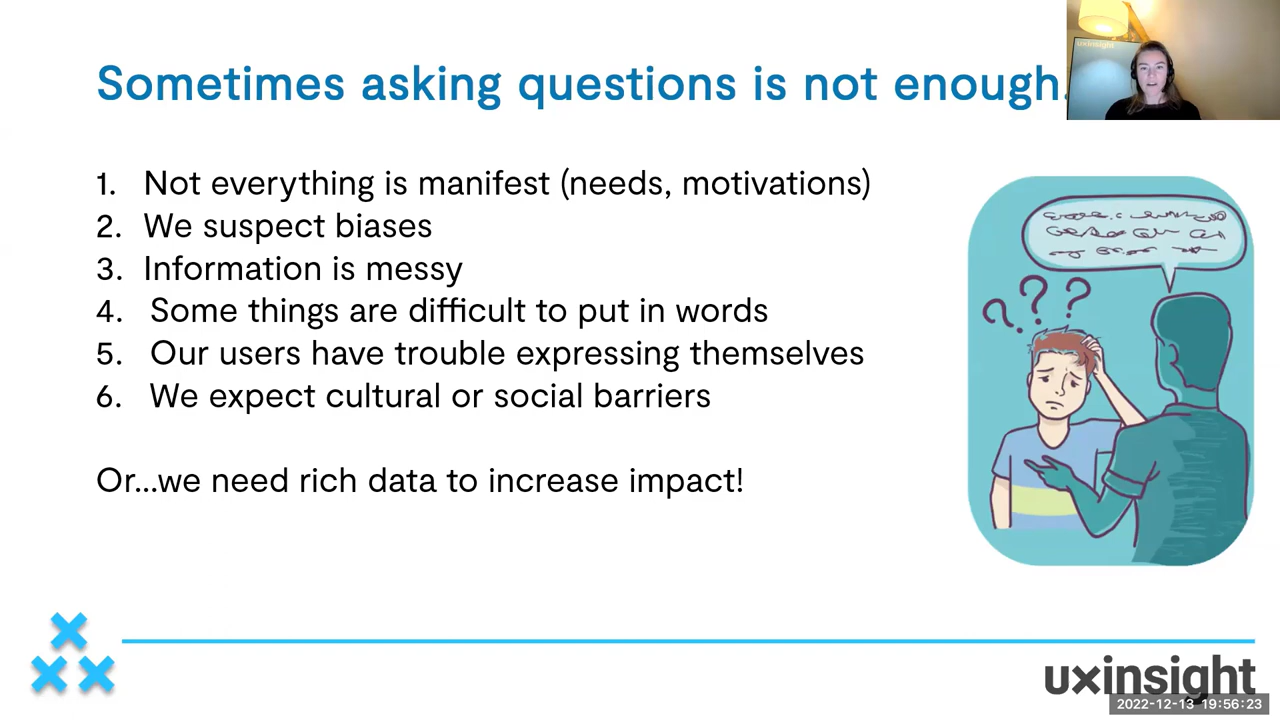 uxinsight
Sometimes asking questions is not enough.
1. Not everything is manifest (needs, motivations)
2. We suspect biases
3. Information is messy
4. Some things are difficult to put in words
5. Our users have trouble expressing themselves
6. We expect cultural or social barriers
? ? ?
Or...we need rich data to increase impact!
uxinsight
2022-12-13 19:56:23